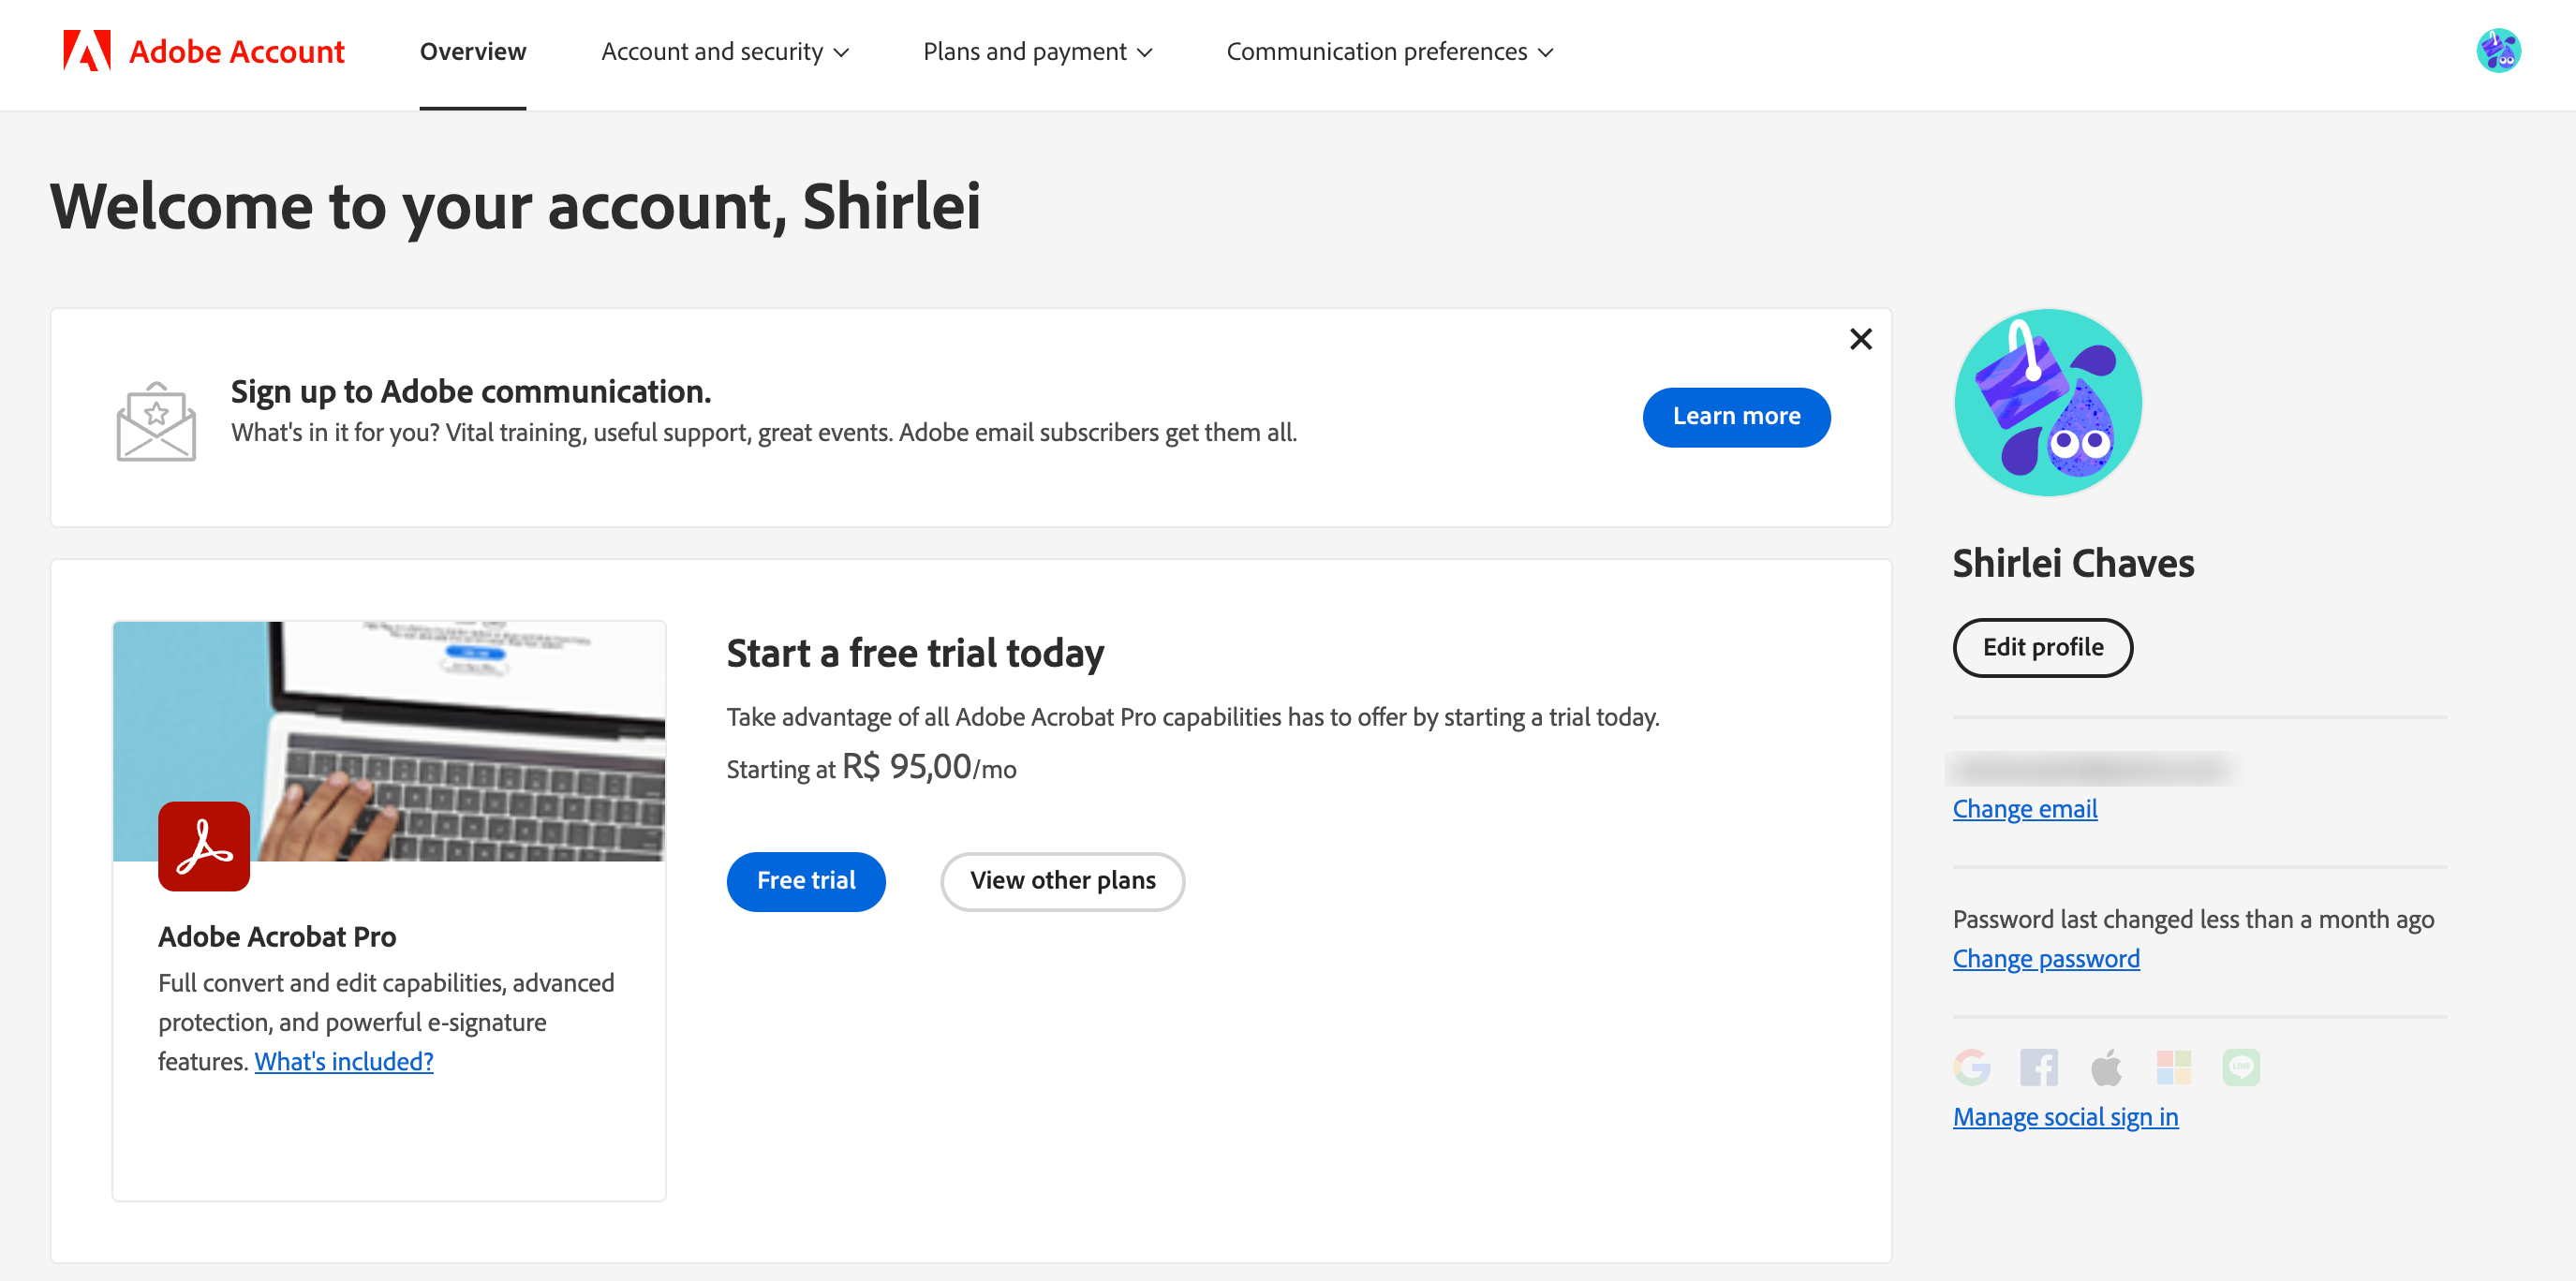 Adobe Account
Overview
Account and security
Plans and payment
Communication preferences
Welcome to your account, Shirlei
Sign up to Adobe communication.
What's in it for you? Vital training, useful support, great events. Adobe email subscribers get them all.
Learn more
Start a free trial today
Take advantage of all Adobe Acrobat Pro capabilities has to offer by starting a trial today.
Starting at R$ 95,00/mo
Free trial
View other plans
Adobe Acrobat Pro
Full convert and edit capabilities, advanced
protection, and powerful e-signature
features. What's included?
Shirlei Chaves
Edit profile
Change email
Password last changed less than a month ago
Change password
LINE
Manage social sign in